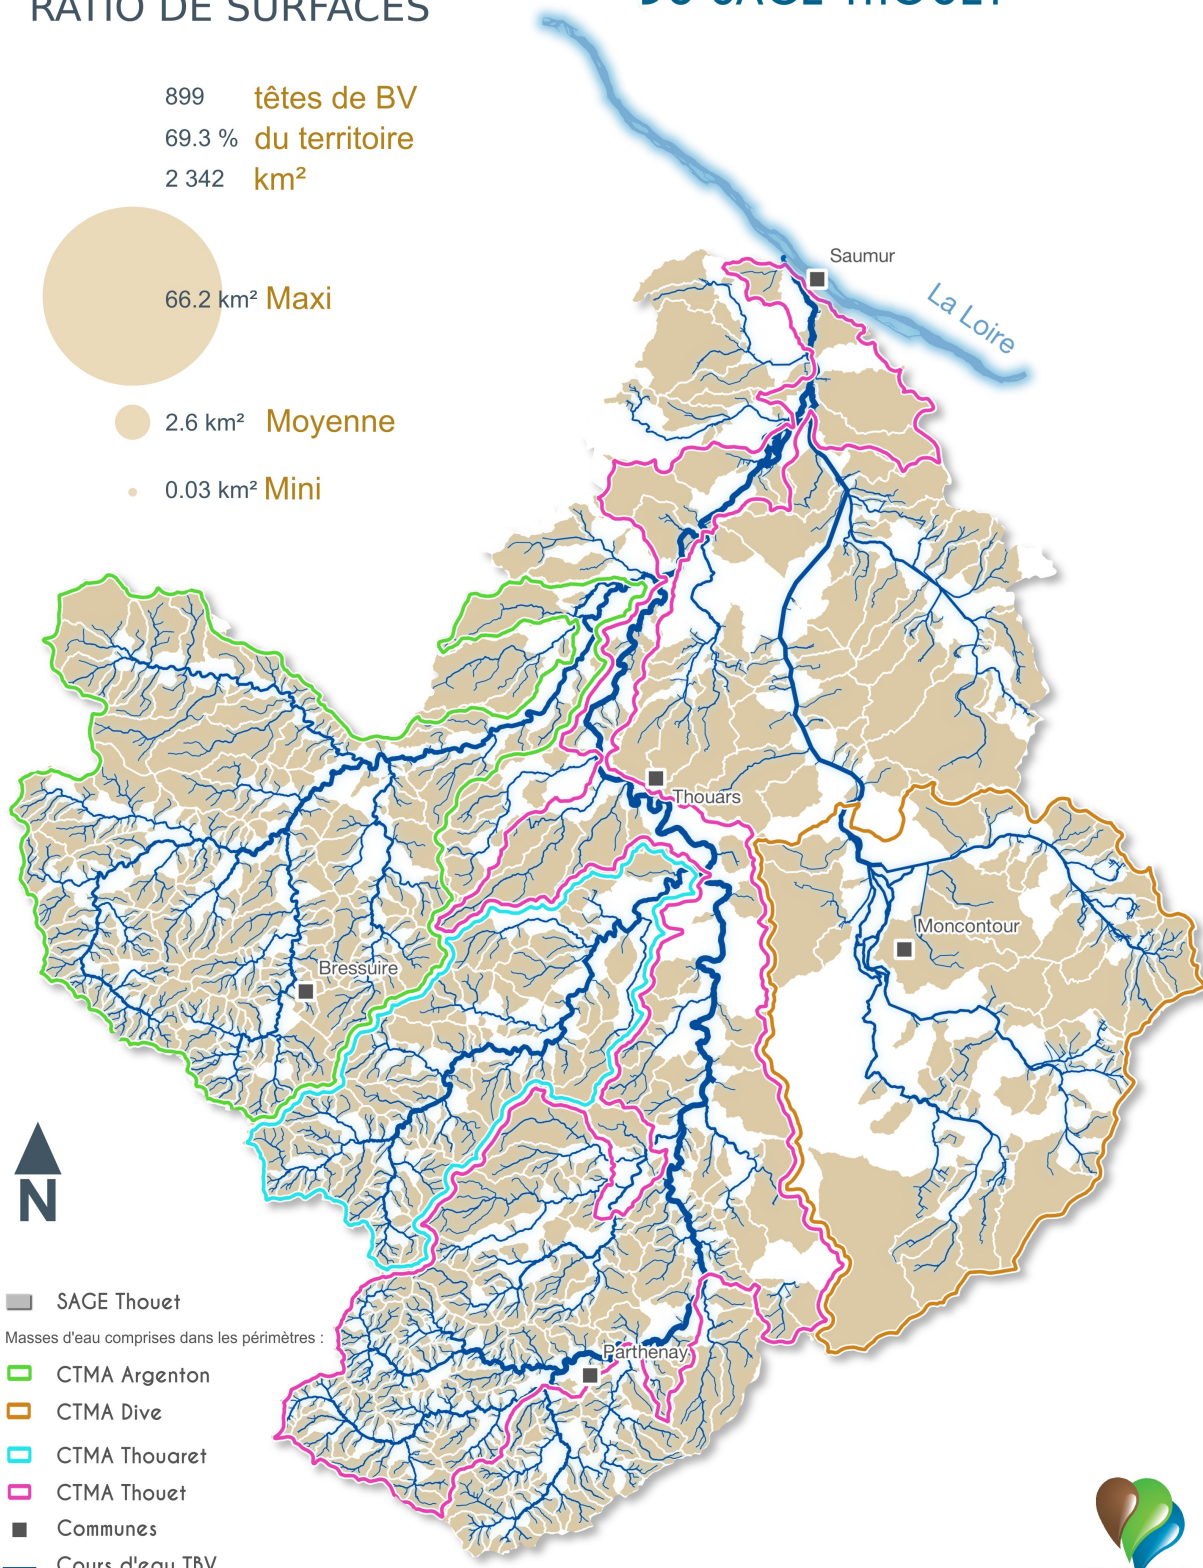 RATIO DE SURFACES
DU SAGE THOUET
899 têtes de BV
69.3 % du territoire
2 342 km²
66.2 km² Maxi
2.6 km² Moyenne
0.03 km² Mini
Saumur
La Loire
Thouars
Moncontour
Bressuire
Parthenay
N
SAGE Thouet
Masses d'eau comprises dans les périmètres :
CTMA Argenton
CTMA Dive
CTMA Thouaret
CTMA Thouet
Communes
Cours d'eau TBV